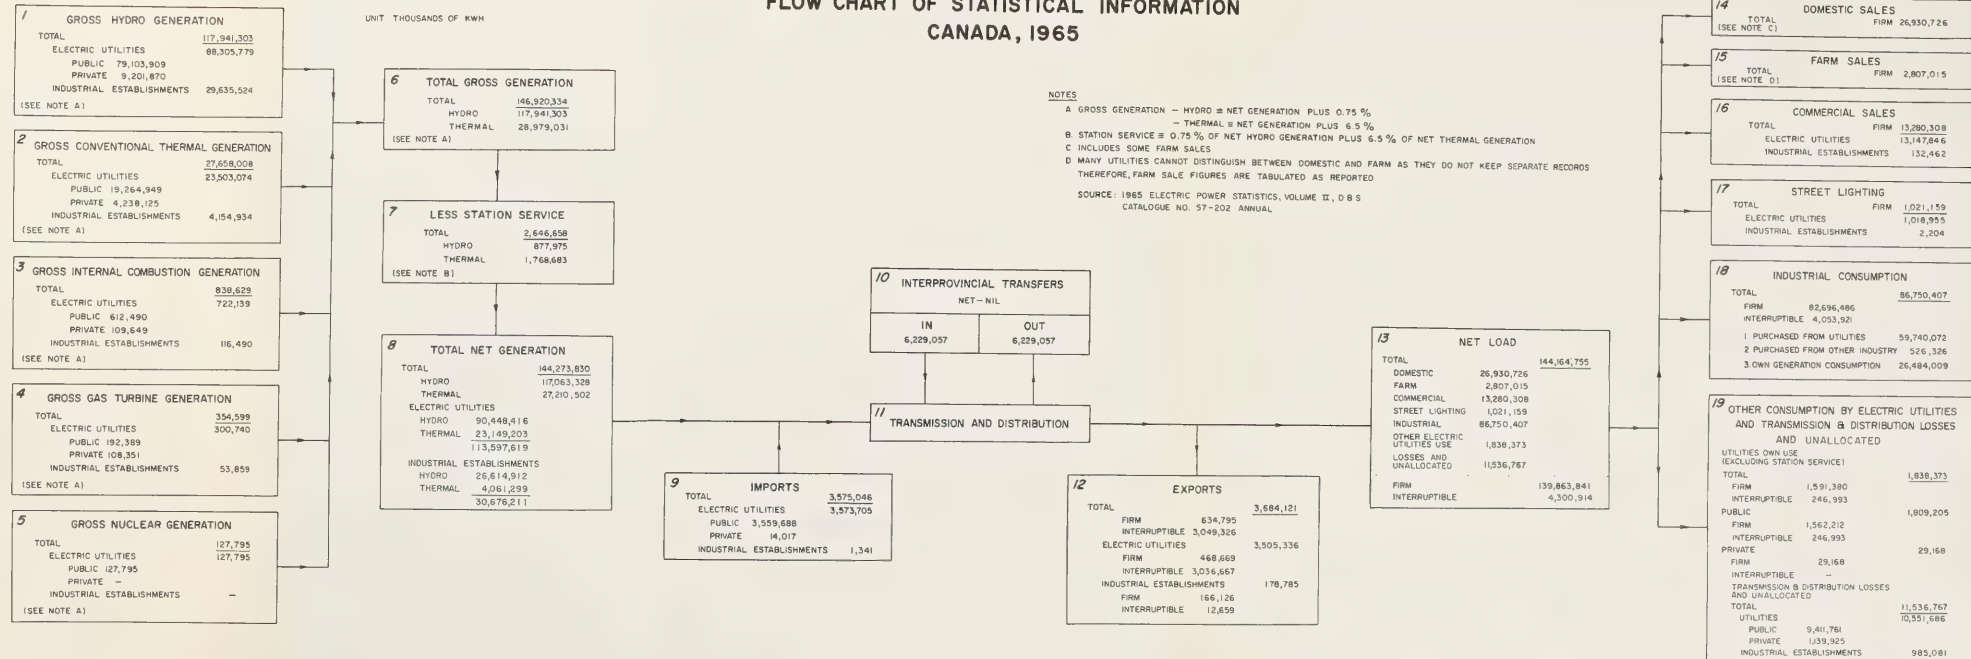 FLOW CHART OF STATISTICAL INFORMATION
CANADA, 1965
UNIT THOUSANDS OF KWH
1 GROSS HYDRO GENERATION
TOTAL 117,941,303
ELECTRIC UTILITIES 88,305,779
PUBLIC 79,103,909
PRIVATE 9,201,870
INDUSTRIAL ESTABLISHMENTS 29,635,524
(SEE NOTE A)
2 GROSS CONVENTIONAL THERMAL GENERATION
TOTAL 27,658,008
ELECTRIC UTILITIES 23,503,074
PUBLIC 19,264,949
PRIVATE 4,238,125
INDUSTRIAL ESTABLISHMENTS 4,154,934
(SEE NOTE A)
3 GROSS INTERNAL COMBUSTION GENERATION
TOTAL 838,629
ELECTRIC UTILITIES 722,139
PUBLIC 612,490
PRIVATE 109,649
INDUSTRIAL ESTABLISHMENTS 116,490
(SEE NOTE A)
4 GROSS GAS TURBINE GENERATION
TOTAL 354,599
ELECTRIC UTILITIES 300,740
PUBLIC 192,389
PRIVATE 108,351
INDUSTRIAL ESTABLISHMENTS 53,859
(SEE NOTE A)
5 GROSS NUCLEAR GENERATION
TOTAL 127,795
ELECTRIC UTILITIES 127,795
PUBLIC 127,795
PRIVATE –
INDUSTRIAL ESTABLISHMENTS –
(SEE NOTE A)
6 TOTAL GROSS GENERATION
TOTAL 146,920,334
HYDRO 117,941,303
THERMAL 28,979,031
(SEE NOTE A)
7 LESS STATION SERVICE
TOTAL 2,646,658
HYDRO 877,975
THERMAL 1,768,683
(SEE NOTE B)
8 TOTAL NET GENERATION
TOTAL 144,273,830
HYDRO 117,063,328
THERMAL 27,210,502
ELECTRIC UTILITIES
HYDRO 90,448,416
THERMAL 23,149,203
113,597,619
INDUSTRIAL ESTABLISHMENTS
HYDRO 26,614,912
THERMAL 4,061,299
30,676,211
9 IMPORTS
TOTAL 3,575,046
ELECTRIC UTILITIES 3,573,705
PUBLIC 3,559,688
PRIVATE 14,017
INDUSTRIAL ESTABLISHMENTS 1,341
10 INTERPROVINCIAL TRANSFERS
NET – NIL
IN OUT
6,229,057 6,229,057
11
TRANSMISSION AND DISTRIBUTION
12 EXPORTS
TOTAL 3,684,121
FIRM 634,795
INTERRUPTIBLE 3,049,326
ELECTRIC UTILITIES 3,505,336
FIRM 468,669
INTERRUPTIBLE 3,036,667
INDUSTRIAL ESTABLISHMENTS 178,785
FIRM 166,126
INTERRUPTIBLE 12,659
NOTES
A GROSS GENERATION – HYDRO ≡ NET GENERATION PLUS 0.75 %
– THERMAL ≡ NET GENERATION PLUS 6.5 %
B. STATION SERVICE ≡ 0.75 % OF NET HYDRO GENERATION PLUS 6.5 % OF NET THERMAL GENERATION
C INCLUDES SOME FARM SALES
D MANY UTILITIES CANNOT DISTINGUISH BETWEEN DOMESTIC AND FARM AS THEY DO NOT KEEP SEPARATE RECORDS
THEREFORE, FARM SALE FIGURES ARE TABULATED AS REPORTED
SOURCE: 1965 ELECTRIC POWER STATISTICS, VOLUME II, D B S
CATALOGUE NO. 57-202 ANNUAL
13 NET LOAD
TOTAL 144,164,755
DOMESTIC 26,930,726
FARM 2,807,015
COMMERCIAL 13,280,308
STREET LIGHTING 1,021,159
INDUSTRIAL 86,750,407
OTHER ELECTRIC
UTILITIES USE 1,838,373
LOSSES AND
UNALLOCATED 11,536,767
FIRM 139,863,841
INTERRUPTIBLE 4,300,914
14 DOMESTIC SALES
TOTAL FIRM 26,930,726
(SEE NOTE C)
15 FARM SALES
TOTAL FIRM 2,807,015
(SEE NOTE D)
16 COMMERCIAL SALES
TOTAL FIRM 13,280,308
ELECTRIC UTILITIES 13,147,846
INDUSTRIAL ESTABLISHMENTS 132,462
17 STREET LIGHTING
TOTAL FIRM 1,021,159
ELECTRIC UTILITIES 1,018,955
INDUSTRIAL ESTABLISHMENTS 2,204
18 INDUSTRIAL CONSUMPTION
TOTAL 86,750,407
FIRM 82,696,486
INTERRUPTIBLE 4,053,921
1 PURCHASED FROM UTILITIES 59,740,072
2 PURCHASED FROM OTHER INDUSTRY 526,326
3. OWN GENERATION CONSUMPTION 26,484,009
19 OTHER CONSUMPTION BY ELECTRIC UTILITIES
AND TRANSMISSION & DISTRIBUTION LOSSES
AND UNALLOCATED
UTILITIES OWN USE
(EXCLUDING STATION SERVICE)
TOTAL 1,838,373
FIRM 1,591,380
INTERRUPTIBLE 246,993
PUBLIC 1,809,205
FIRM 1,562,212
INTERRUPTIBLE 246,993
PRIVATE 29,168
FIRM 29,168
INTERRUPTIBLE –
TRANSMISSION & DISTRIBUTION LOSSES
AND UNALLOCATED
TOTAL 11,536,767
UTILITIES 10,551,686
PUBLIC 9,411,761
PRIVATE 1,139,925
INDUSTRIAL ESTABLISHMENTS 985,081